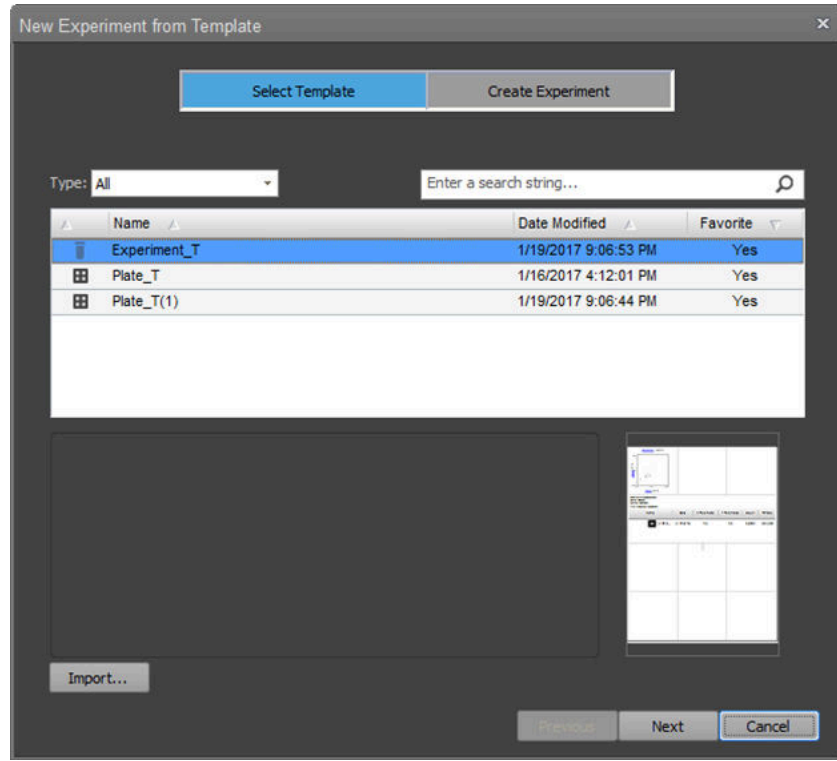 New Experiment from Template
Select Template Create Experiment
Type: All Enter a search string...
Name Date Modified Favorite
Experiment_T 1/19/2017 9:06:53 PM Yes
Plate_T 1/16/2017 4:12:01 PM Yes
Plate_T(1) 1/19/2017 9:06:44 PM Yes
Import...
Previous Next Cancel